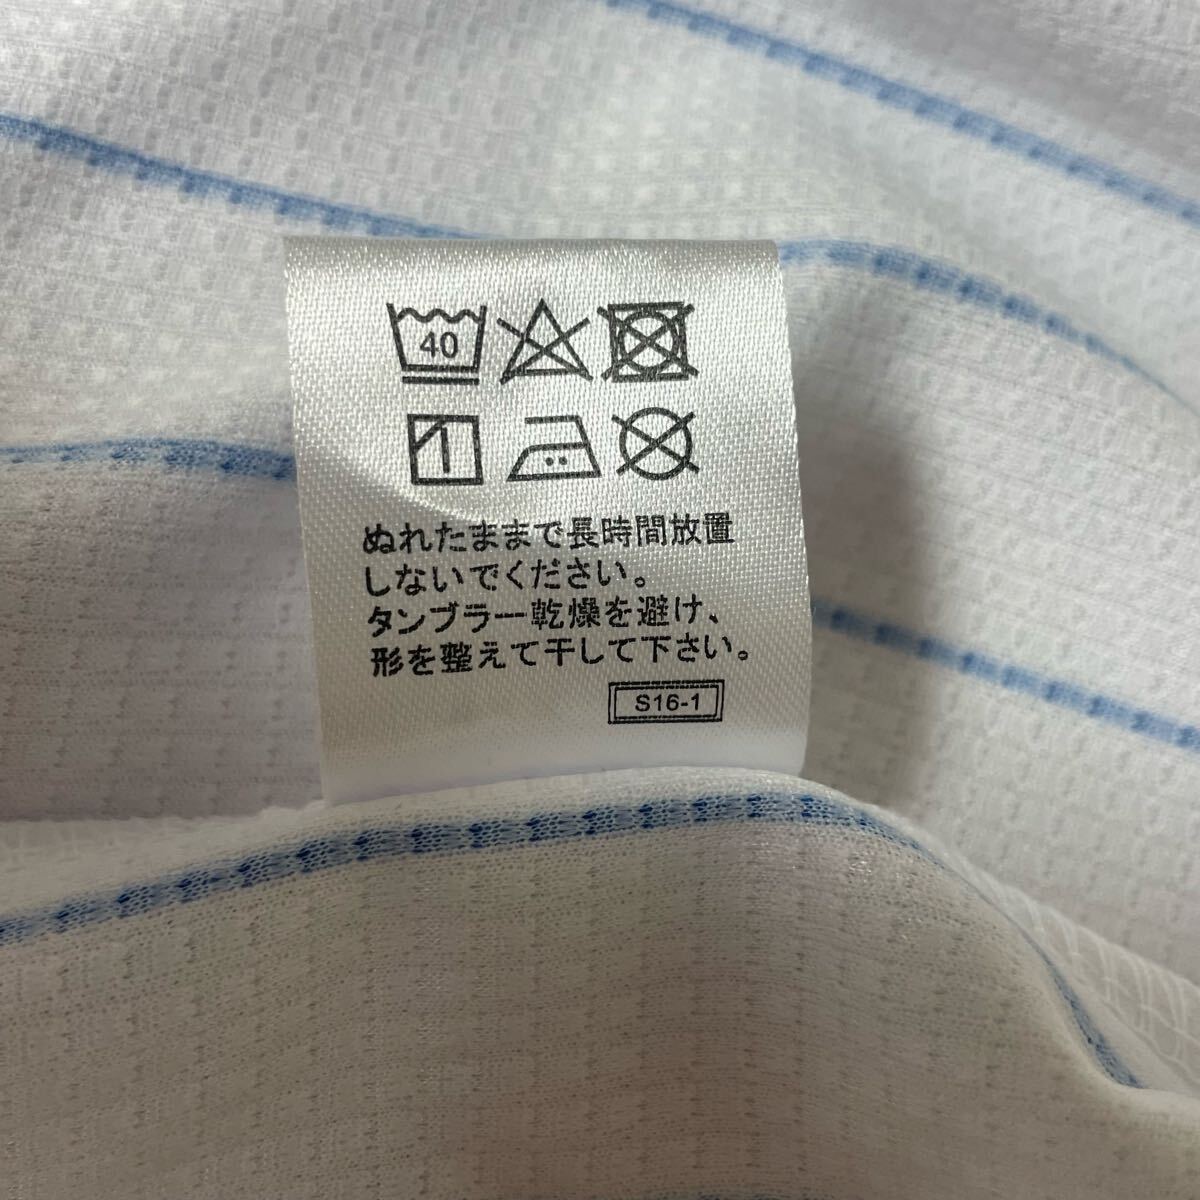 40
ぬれたままで長時間放置
しないでください。
タンブラー乾燥を避け、
形を整えて干して下さい。
S16-1